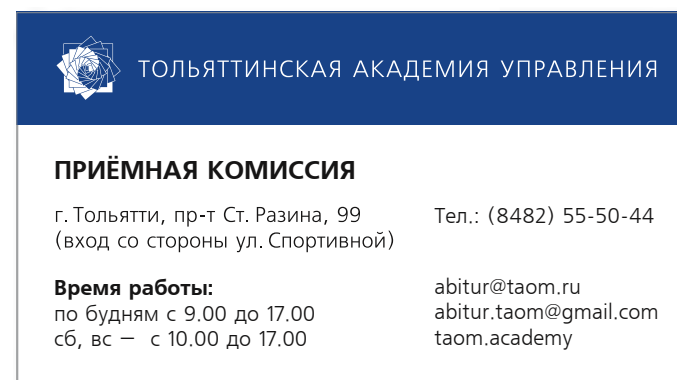 ТОЛЬЯТТИНСКАЯ АКАДЕМИЯ УПРАВЛЕНИЯ
ПРИЁМНАЯ КОМИССИЯ
г. Тольятти, пр-т Ст. Разина, 99
(вход со стороны ул. Спортивной)
Тел.: (8482) 55-50-44
Время работы:
по будням с 9.00 до 17.00
сб, вс — с 10.00 до 17.00
abitur@taom.ru
abitur.taom@gmail.com
taom.academy